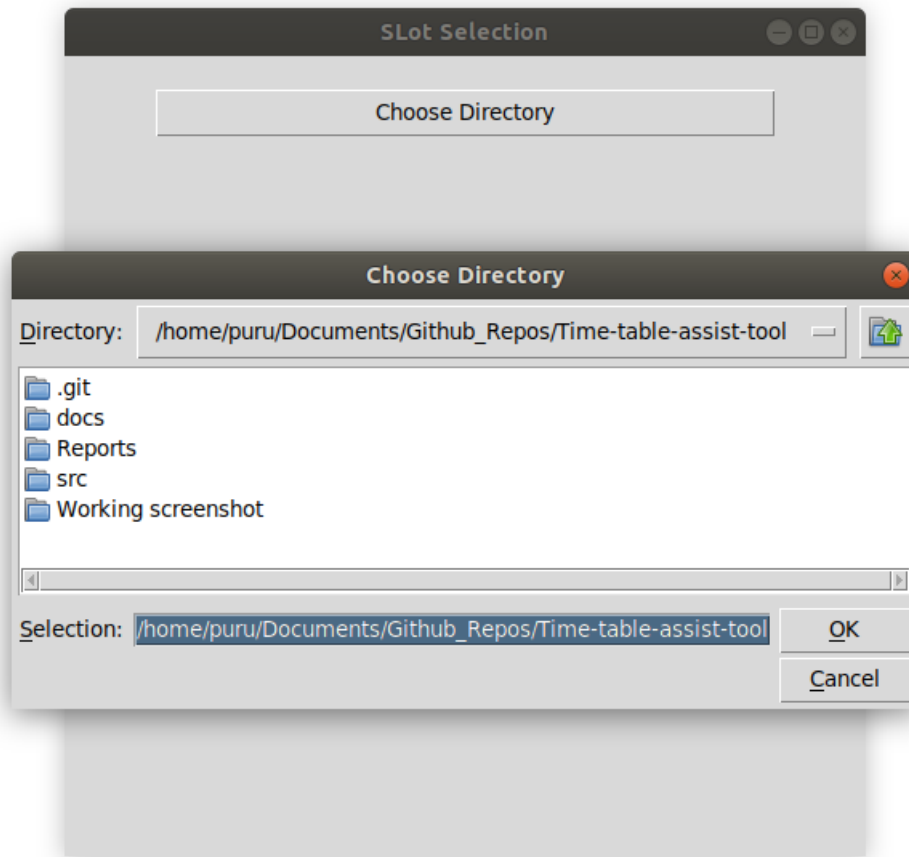 SLot Selection
Choose Directory
Choose Directory
Directory: /home/puru/Documents/Github_Repos/Time-table-assist-tool
.git
docs
Reports
src
Working screenshot
Selection: /home/puru/Documents/Github_Repos/Time-table-assist-tool OK
Cancel